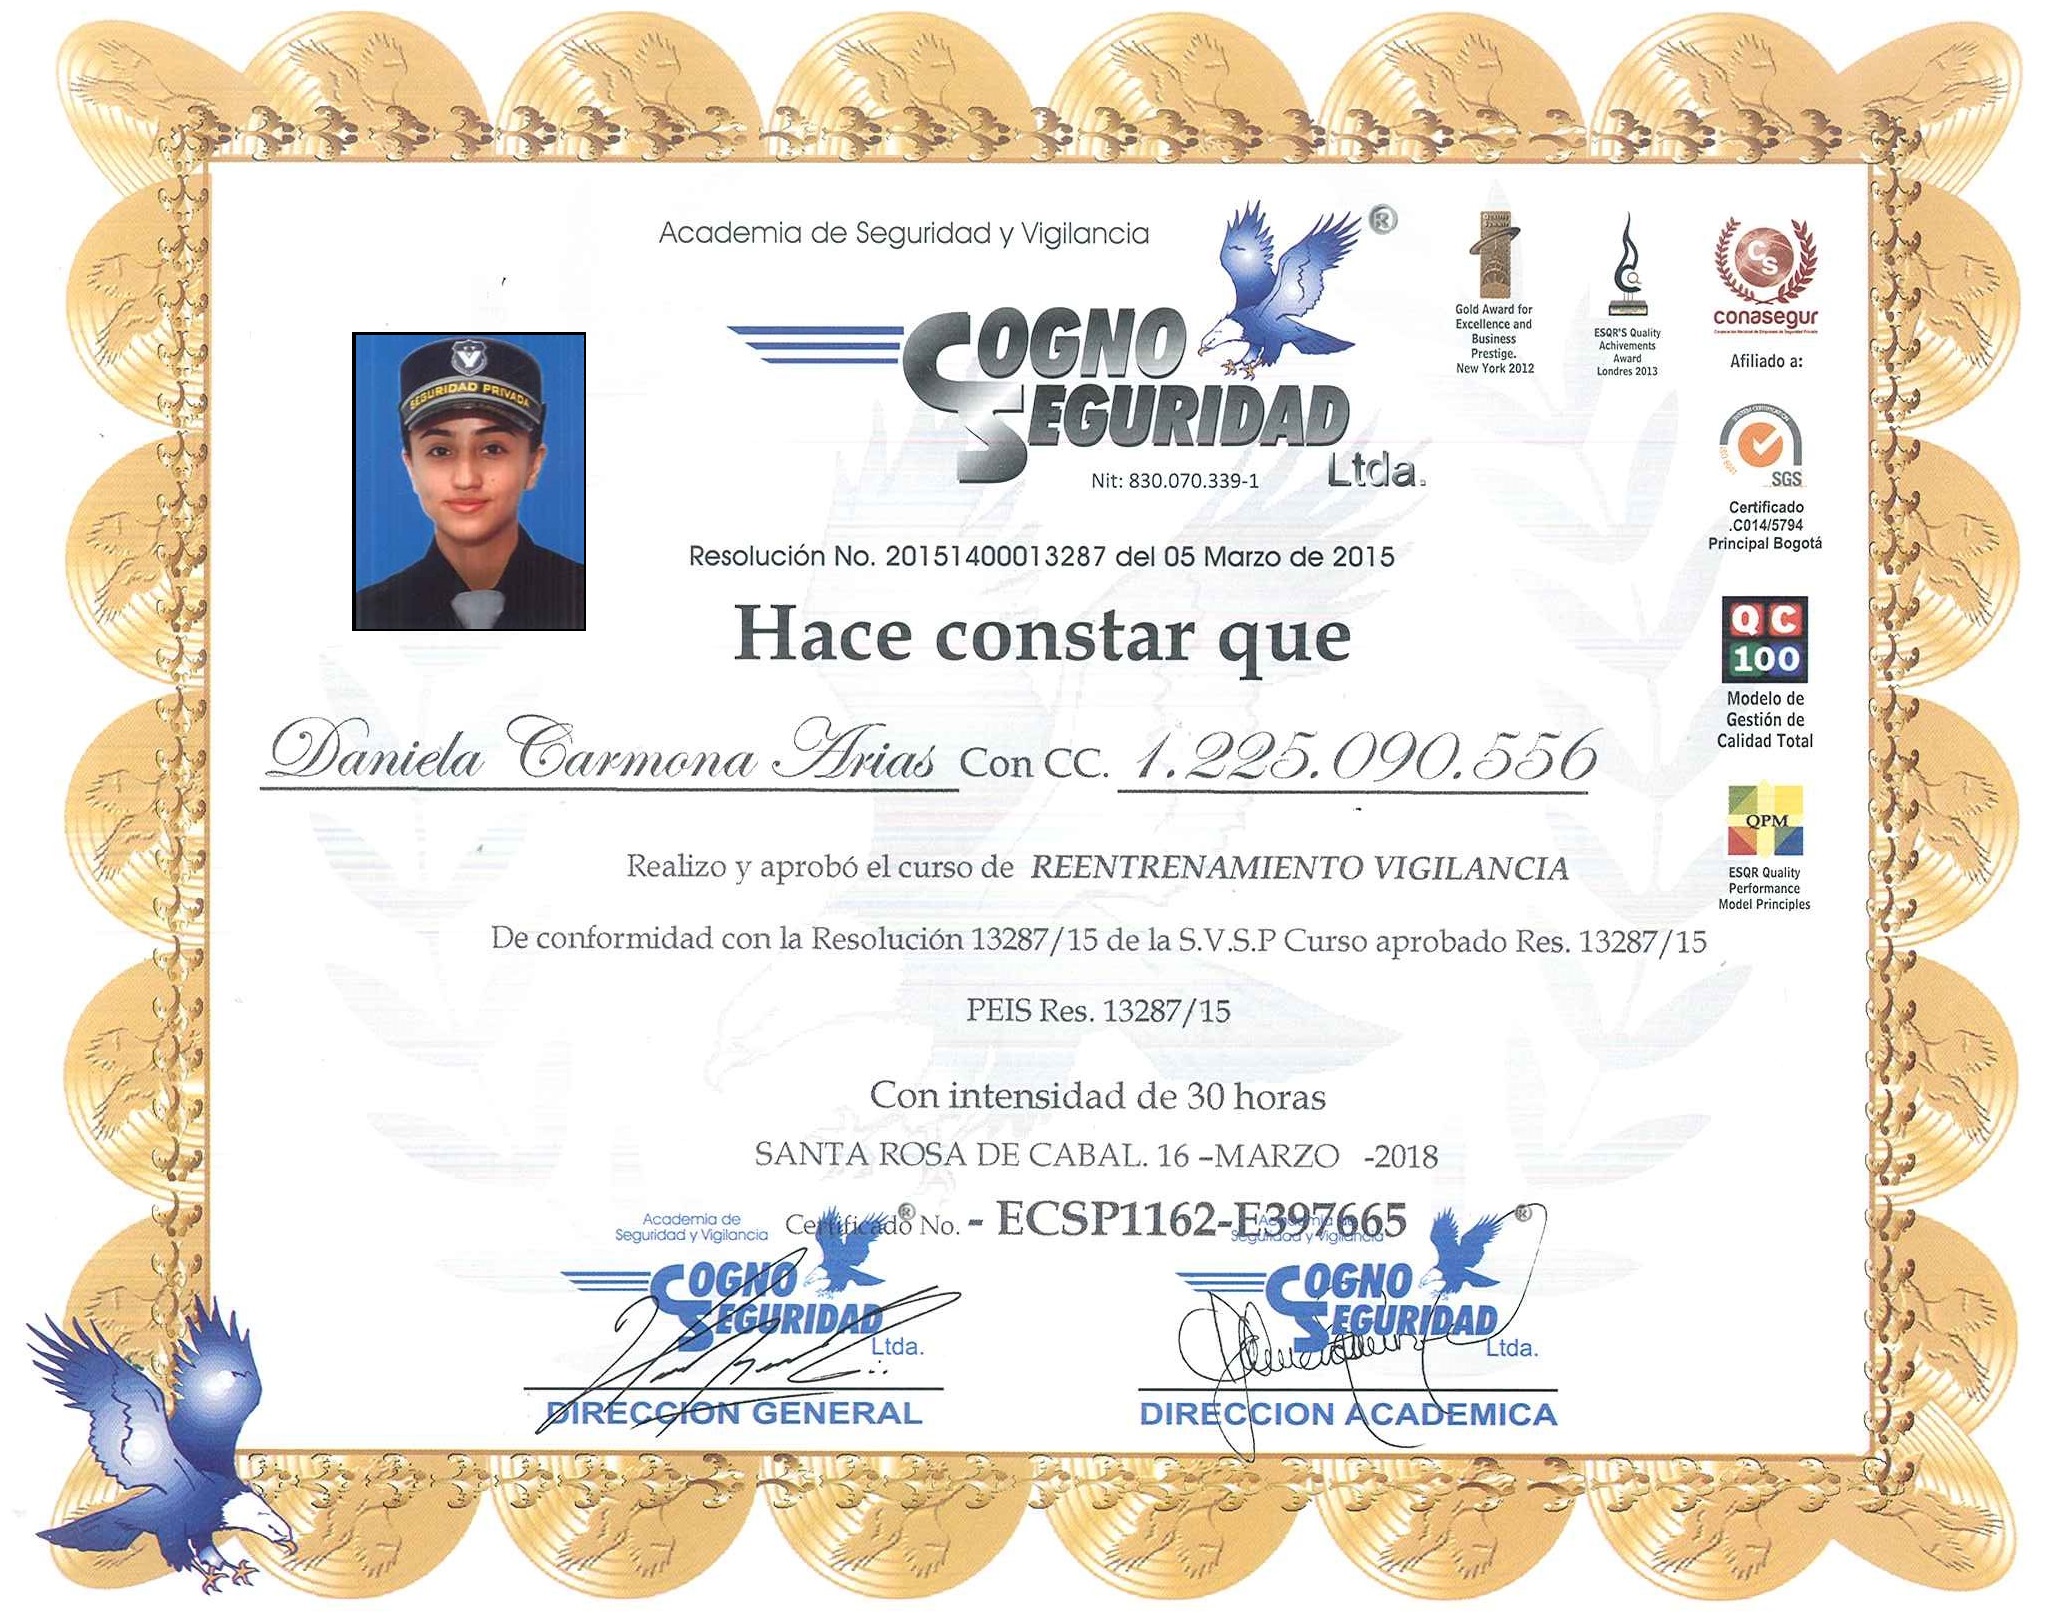 Academia de Seguridad y Vigilancia
®
COGNO
SEGURIDAD
Ltda.
Nit: 830.070.339-1
Gold Award for
Excellence and
Business
Prestige.
New York 2012
ESQR'S Quality
Achivements
Award
Londres 2013
CS
conasegur
Afiliado a:
SEGURIDAD PRIVADA
ISO 9001
SGS
Certificado
.C014/5794
Principal Bogotá
Resolución No. 20151400013287 del 05 Marzo de 2015
Hace constar que
QC
100
Modelo de
Gestión de
Calidad Total
Daniela Carmona Arias Con CC. 1.225.090.556
QPM
ESQR Quality
Performance
Model Principles
Realizo y aprobó el curso de REENTRENAMIENTO VIGILANCIA
De conformidad con la Resolución 13287/15 de la S.V.S.P Curso aprobado Res. 13287/15
PEIS Res. 13287/15
Con intensidad de 30 horas
SANTA ROSA DE CABAL. 16 –MARZO -2018
Certificado No. - ECSP1162-E397665
Academia de
Seguridad y Vigilancia
®
COGNO
SEGURIDAD
Ltda.
DIRECCION GENERAL
Academia de
Seguridad y Vigilancia
®
COGNO
SEGURIDAD
Ltda.
DIRECCION ACADEMICA